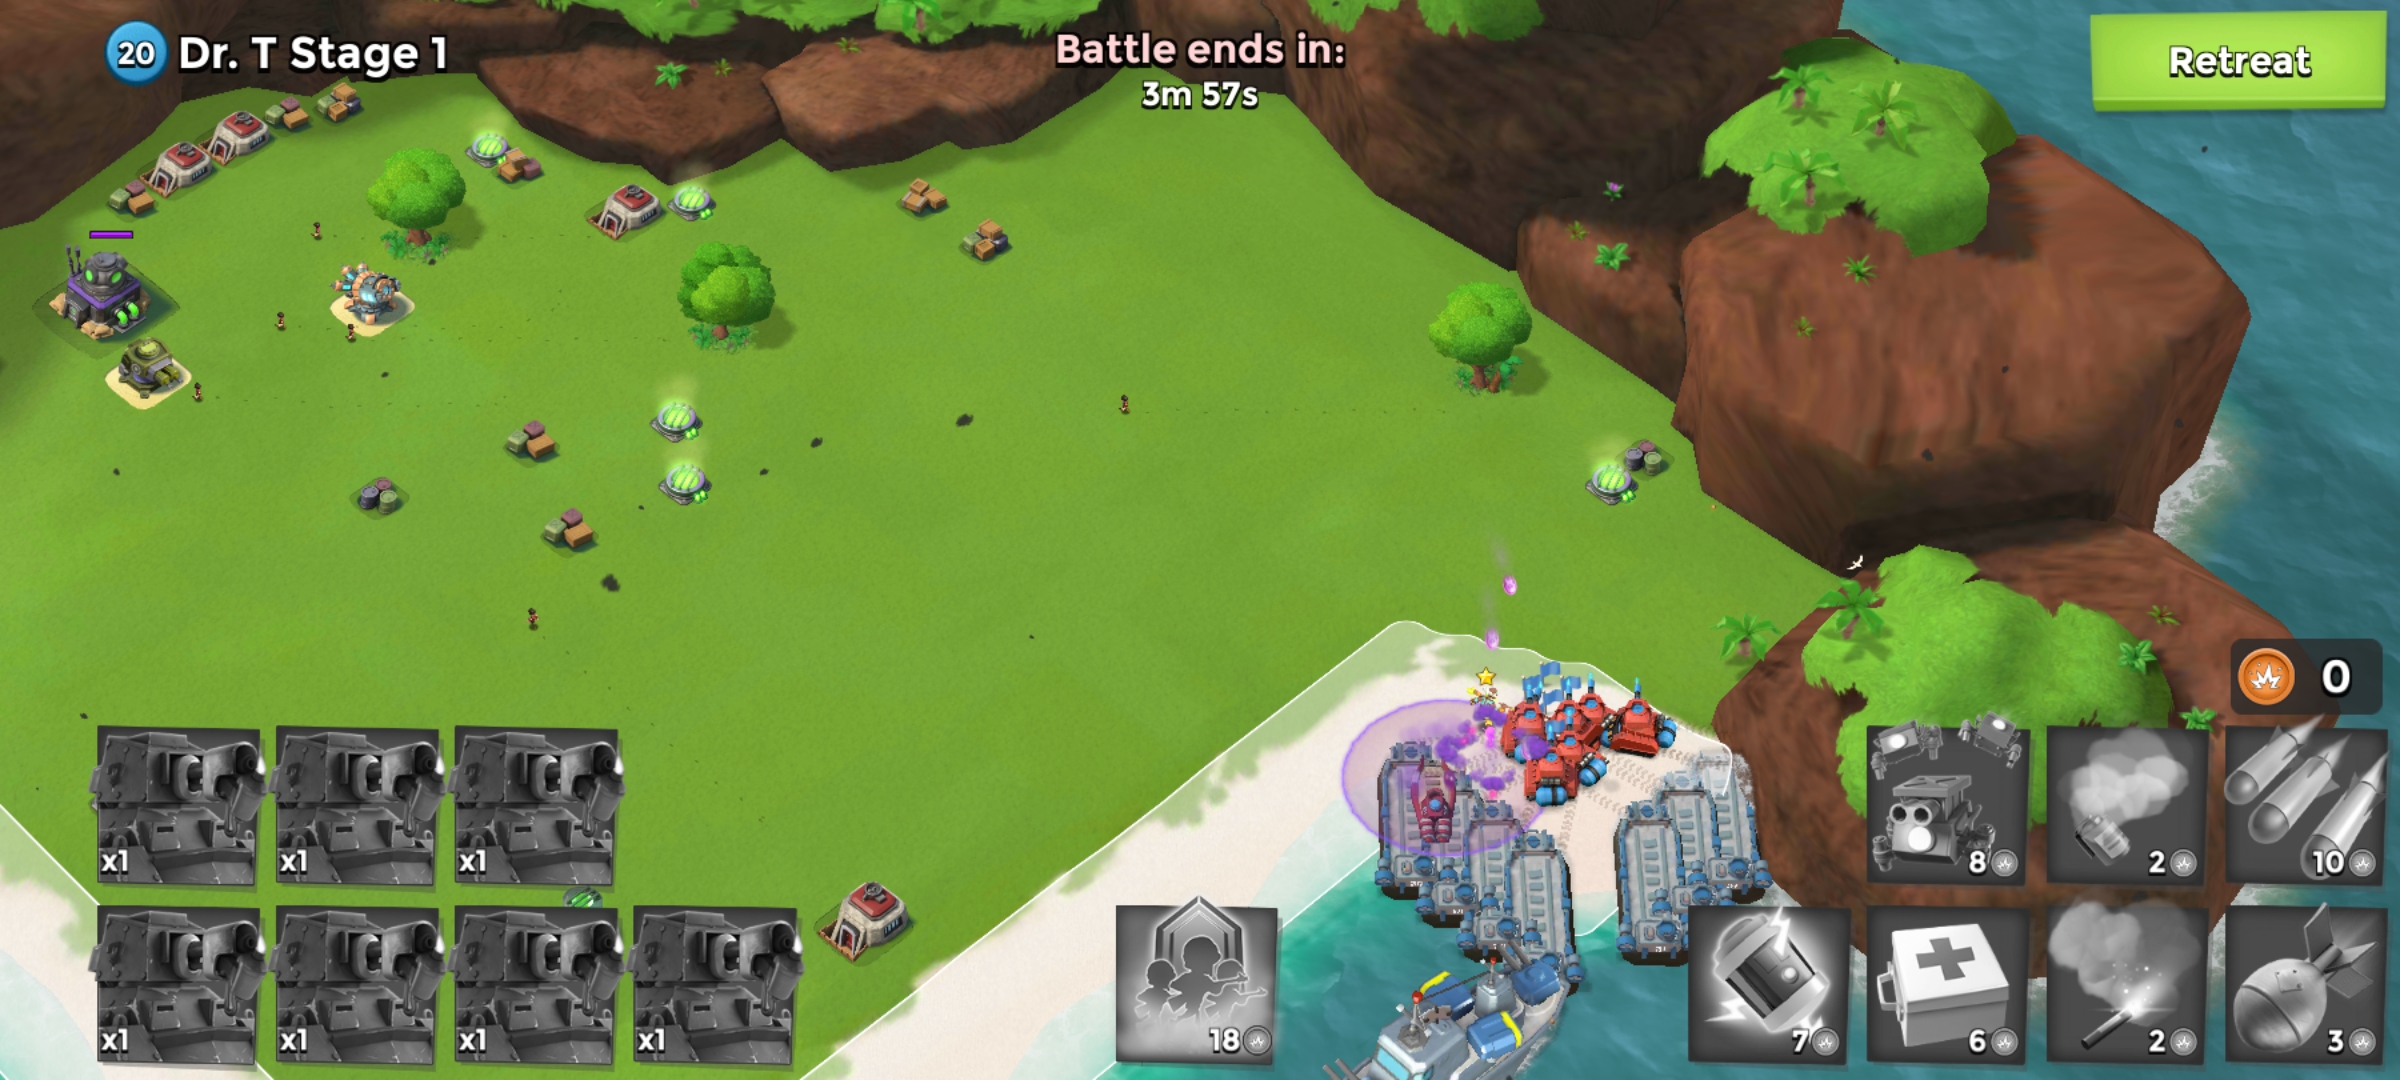 20 Dr. T Stage 1
Battle ends in:
3m 57s
Retreat
0
x1 x1 x1
8 2 10
x1 x1 x1 x1
18 7 6 2 3